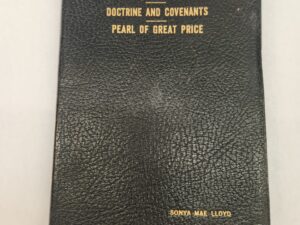 DOCTRINE AND COVENANTS
PEARL OF GREAT PRICE
SONYA MAE LLOYD